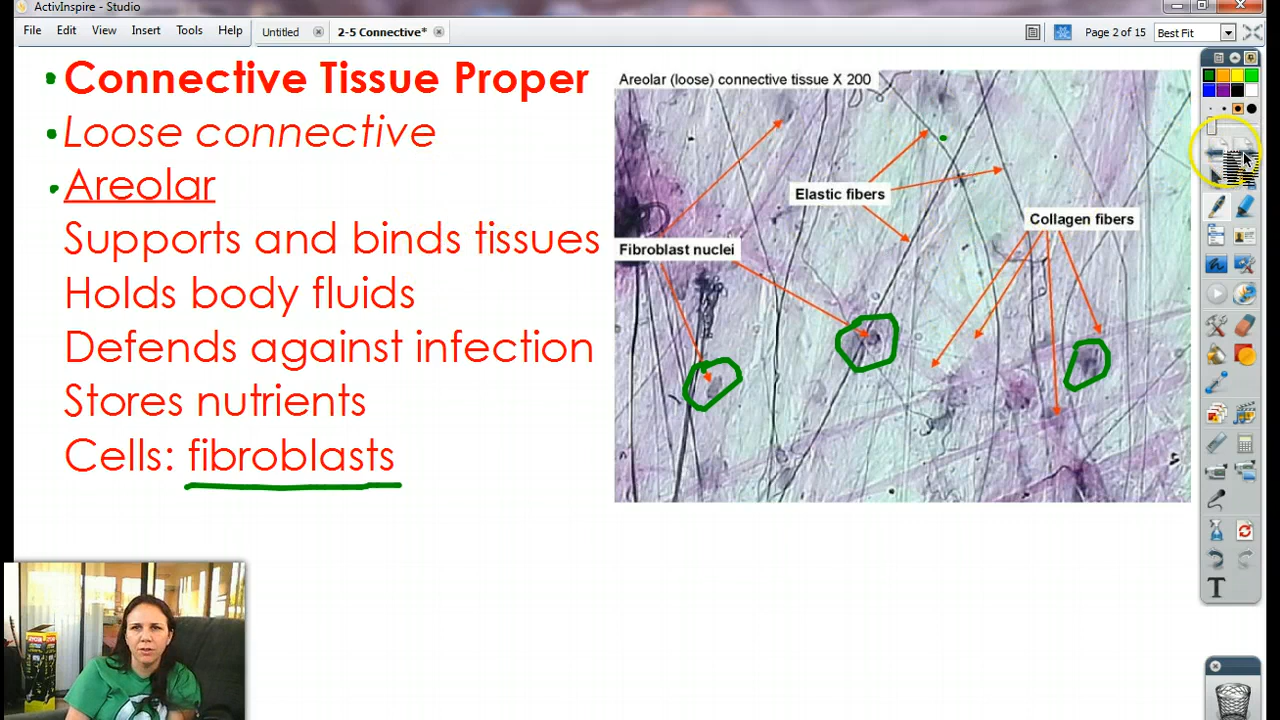 ActivInspire - Studio
File Edit View Insert Tools Help Untitled 2-5 Connective* Page 2 of 15 Best Fit
Connective Tissue Proper
Loose connective
Areolar
Supports and binds tissues
Holds body fluids
Defends against infection
Stores nutrients
Cells: fibroblasts
Areolar (loose) connective tissue X 200
Elastic fibers
Collagen fibers
Fibroblast nuclei
T